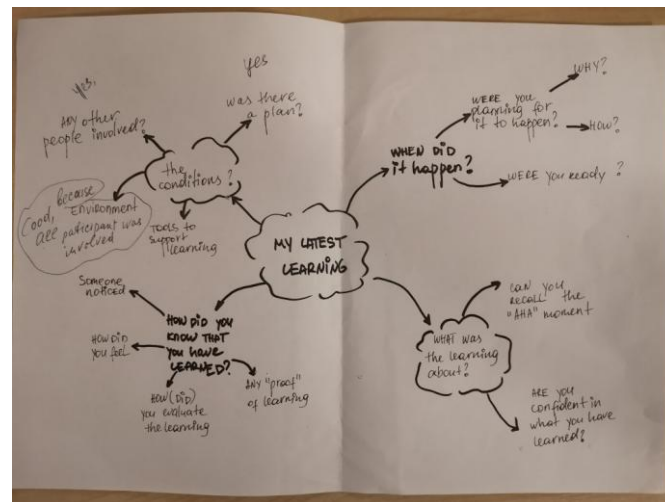 yes,
yes
Any other
people involved?
was there
a plan?
the
conditions?
Good, because
Environment
all participant was
involved
Tools to
support
learning
MY LATEST
LEARNING
WHEN DID
it happen?
WERE you
planning for
it to happen?
WHY?
HOW?
WERE you Ready ?
Someone
noticed
HOW DiD YOU
KNOW THAT
you have
LEARNED?
HOW DiD
you feel
HOW (DiD)
you evaluate
the learning
ANY "proof"
of learning
WHAT was
the learning
about?
CAN you
RECALL the
"AHA" moment
ARE you
confident in
what you have
learned?